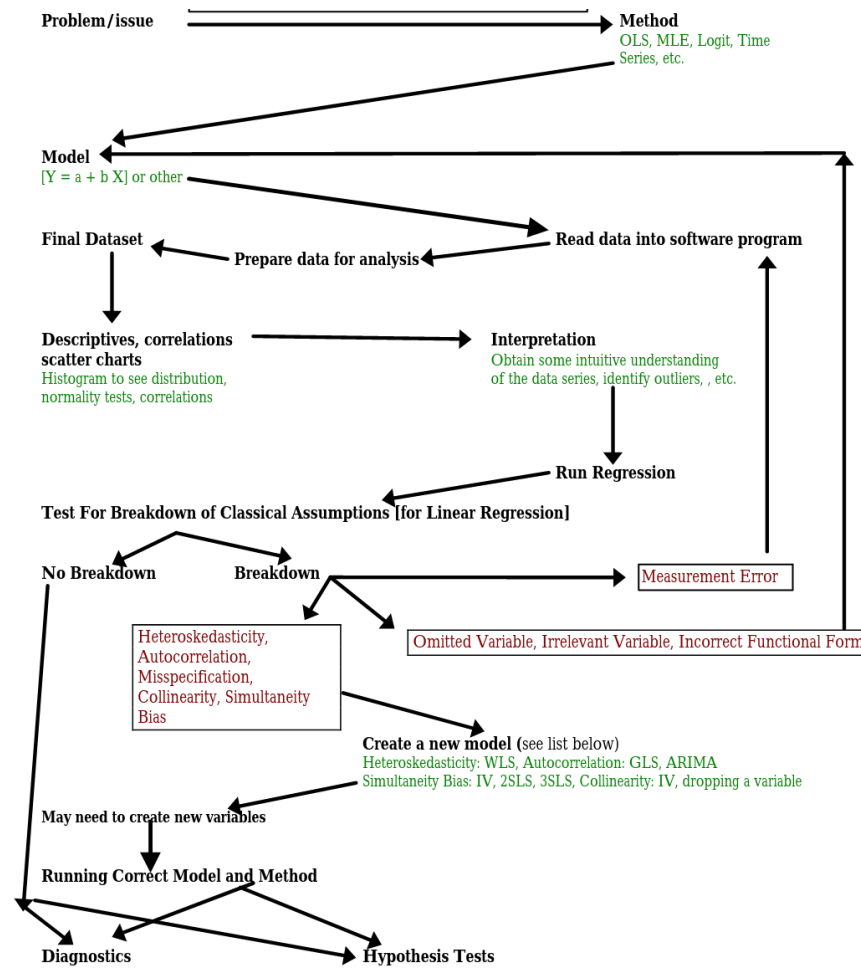 Problem/issue
Method
OLS, MLE, Logit, Time
Series, etc.
Model
[Y = a + b X] or other
Final Dataset
Prepare data for analysis
Read data into software program
Descriptives, correlations
scatter charts
Histogram to see distribution,
normality tests, correlations
Interpretation
Obtain some intuitive understanding
of the data series, identify outliers, , etc.
Run Regression
Test For Breakdown of Classical Assumptions [for Linear Regression]
No Breakdown
Breakdown
Measurement Error
Heteroskedasticity,
Autocorrelation,
Misspecification,
Collinearity, Simultaneity
Bias
Omitted Variable, Irrelevant Variable, Incorrect Functional Form
Create a new model (see list below)
Heteroskedasticity: WLS, Autocorrelation: GLS, ARIMA
Simultaneity Bias: IV, 2SLS, 3SLS, Collinearity: IV, dropping a variable
May need to create new variables
Running Correct Model and Method
Diagnostics
Hypothesis Tests